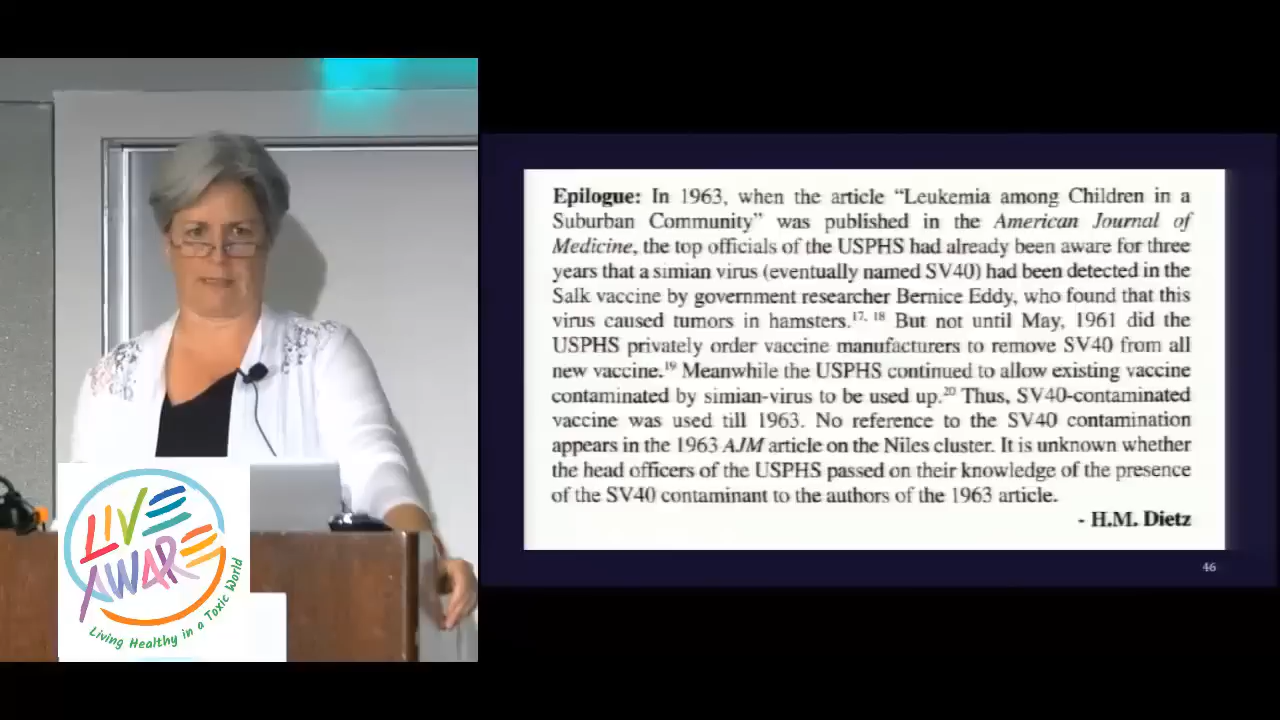 LIVE
AWARE
Living Healthy in a Toxic World
Epilogue: In 1963, when the article “Leukemia among Children in a
Suburban Community” was published in the American Journal of
Medicine, the top officials of the USPHS had already been aware for three
years that a simian virus (eventually named SV40) had been detected in the
Salk vaccine by government researcher Bernice Eddy, who found that this
virus caused tumors in hamsters.17, 18 But not until May, 1961 did the
USPHS privately order vaccine manufacturers to remove SV40 from all
new vaccine.19 Meanwhile the USPHS continued to allow existing vaccine
contaminated by simian-virus to be used up.20 Thus, SV40-contaminated
vaccine was used till 1963. No reference to the SV40 contamination
appears in the 1963 AJM article on the Niles cluster. It is unknown whether
the head officers of the USPHS passed on their knowledge of the presence
of the SV40 contaminant to the authors of the 1963 article.
- H.M. Dietz
46